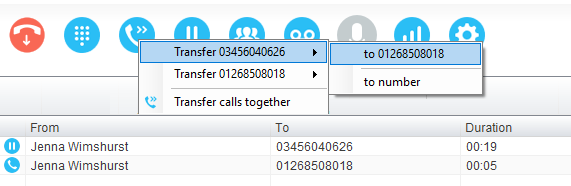 Transfer 03456040626
to 01268508018
Transfer 01268508018
to number
Transfer calls together
From To Duration
Jenna Wimshurst 03456040626 00:19
Jenna Wimshurst 01268508018 00:05